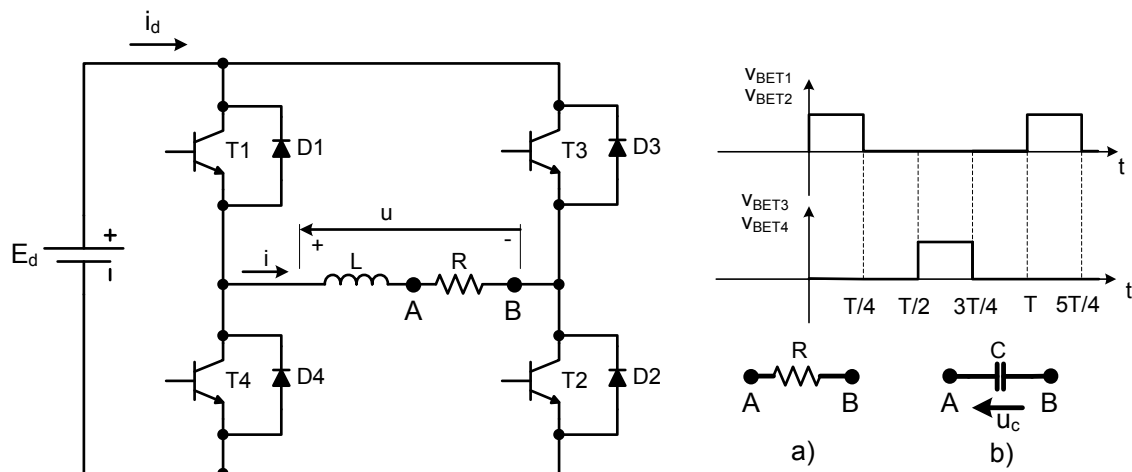 i_d
T1
D1
T3
D3
v_BET1
v_BET2
t
u
+ -
E_d
+
-
i
L
R
A
B
v_BET3
v_BET4
t
T/4 T/2 3T/4 T 5T/4
T4
D4
T2
D2
R
A B
a)
C
A B
u_c
b)